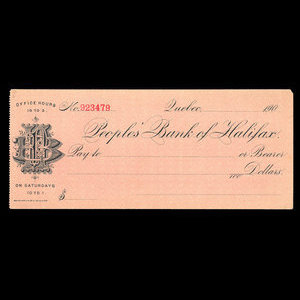 OFFICE HOURS
10 TO 3
No. 923479 Quebec 190
Peoples' Bank of Halifax,
Pay to or Bearer
Dollars.
ON SATURDAYS
10 TO 1
$